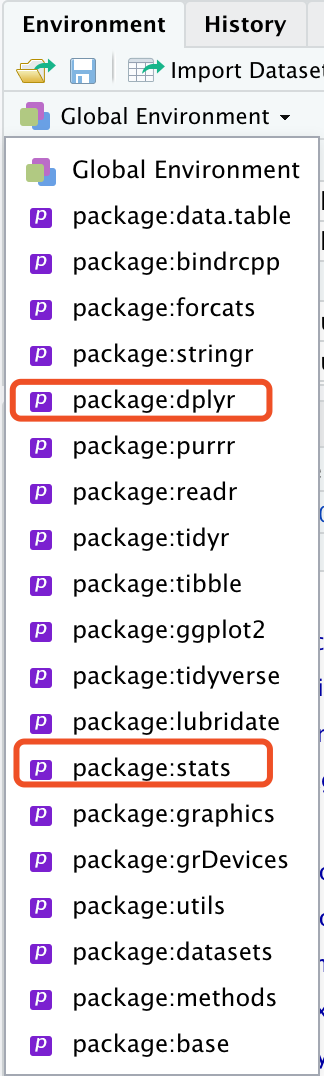 Environment History
Import Dataset
Global Environment
Global Environment
package:data.table
package:bindrcpp
package:forcats
package:stringr
package:dplyr
package:purrr
package:readr
package:tidyr
package:tibble
package:ggplot2
package:tidyverse
package:lubridate
package:stats
package:graphics
package:grDevices
package:utils
package:datasets
package:methods
package:base